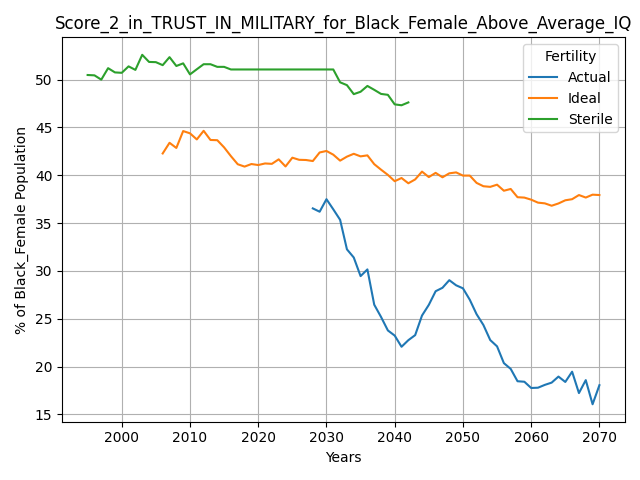 Score_2_in_TRUST_IN_MILITARY_for_Black_Female_Above_Average_IQ
% of Black_Female Population
50
45
40
35
30
25
20
15
Fertility
Actual
Ideal
Sterile
2000 2010 2020 2030 2040 2050 2060 2070
Years